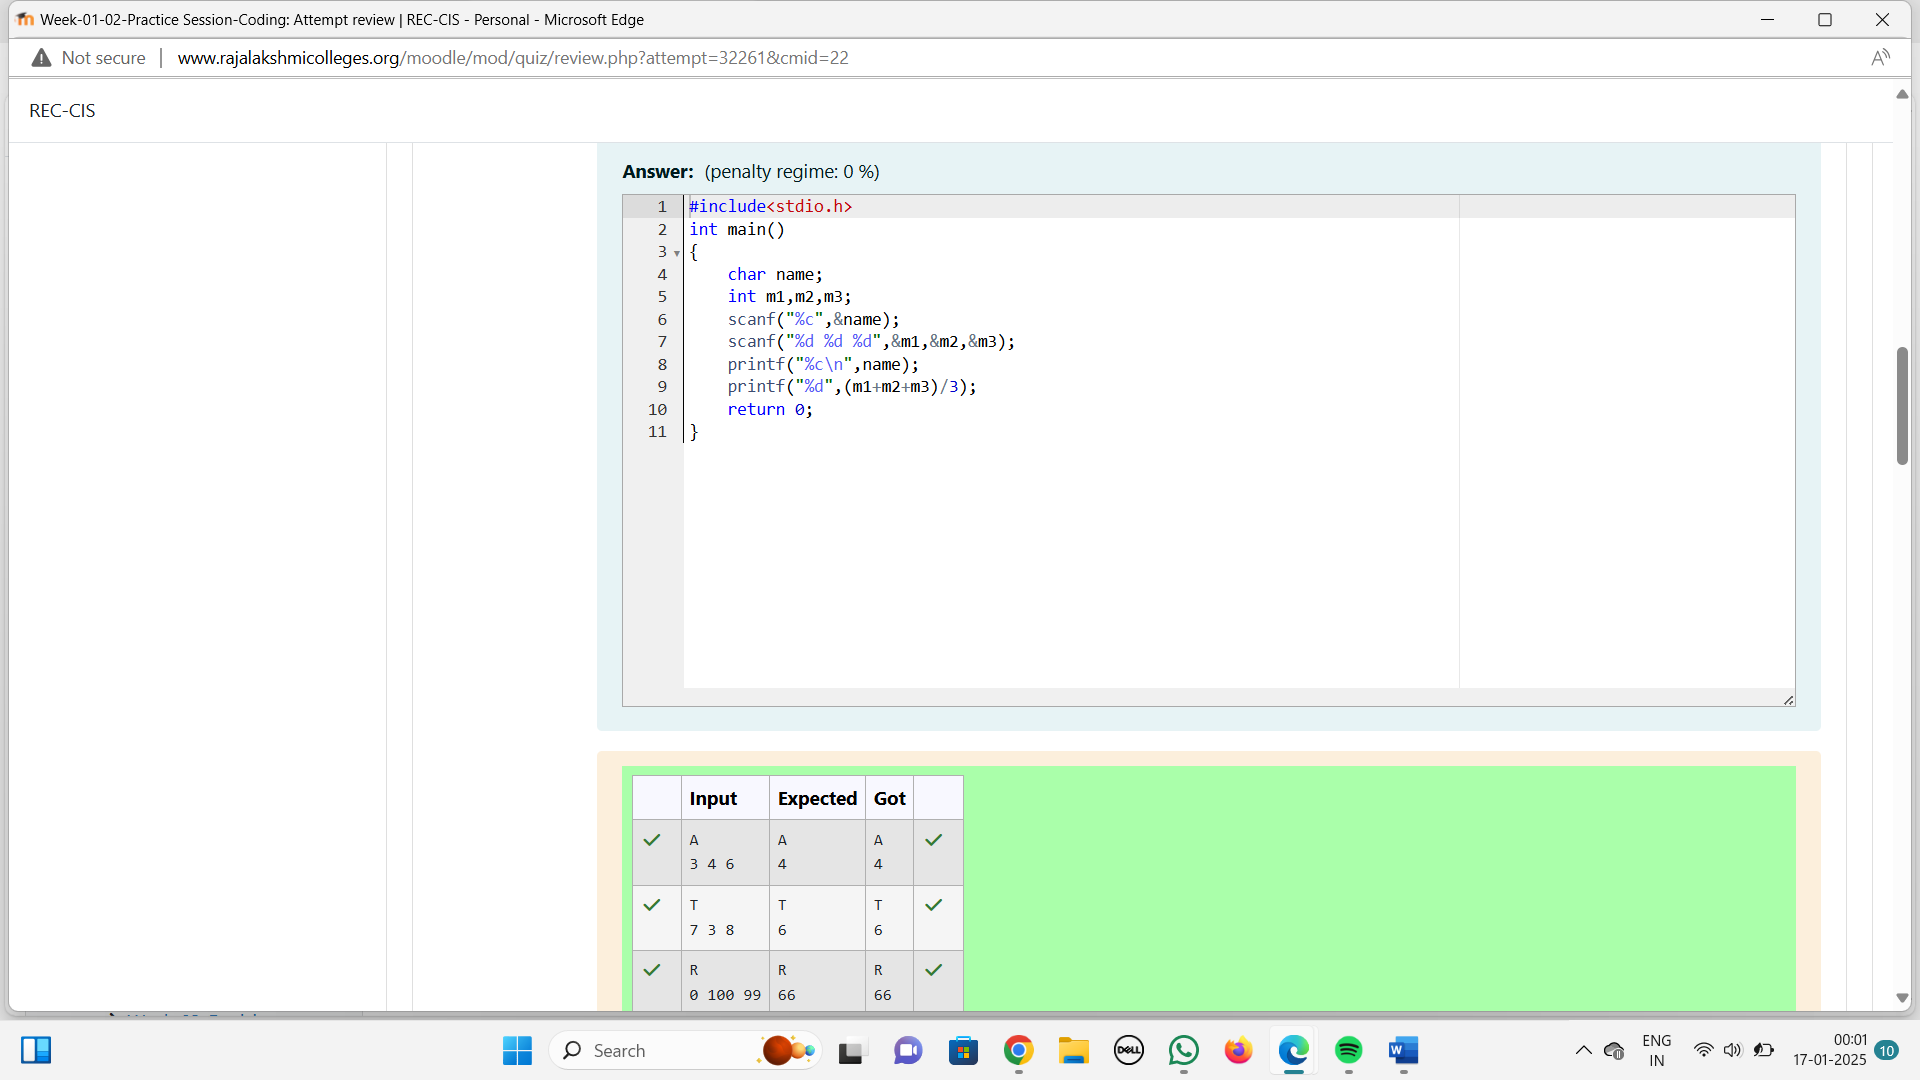 Week-01-02-Practice Session-Coding: Attempt review | REC-CIS - Personal - Microsoft Edge
Not secure | www.rajalakshmicolleges.org/moodle/mod/quiz/review.php?attempt=32261&cmid=22
REC-CIS
Answer: (penalty regime: 0 %)
1 #include<stdio.h>
2 int main()
3 {
4 char name;
5 int m1,m2,m3;
6 scanf("%c",&name);
7 scanf("%d %d %d",&m1,&m2,&m3);
8 printf("%c\n",name);
9 printf("%d",(m1+m2+m3)/3);
10 return 0;
11 }
Input Expected Got
A A A
3 4 6 4 4
T T T
7 3 8 6 6
R R R
0 100 99 66 66
Search
DELL
W
ENG
IN
00:01
17-01-2025
10